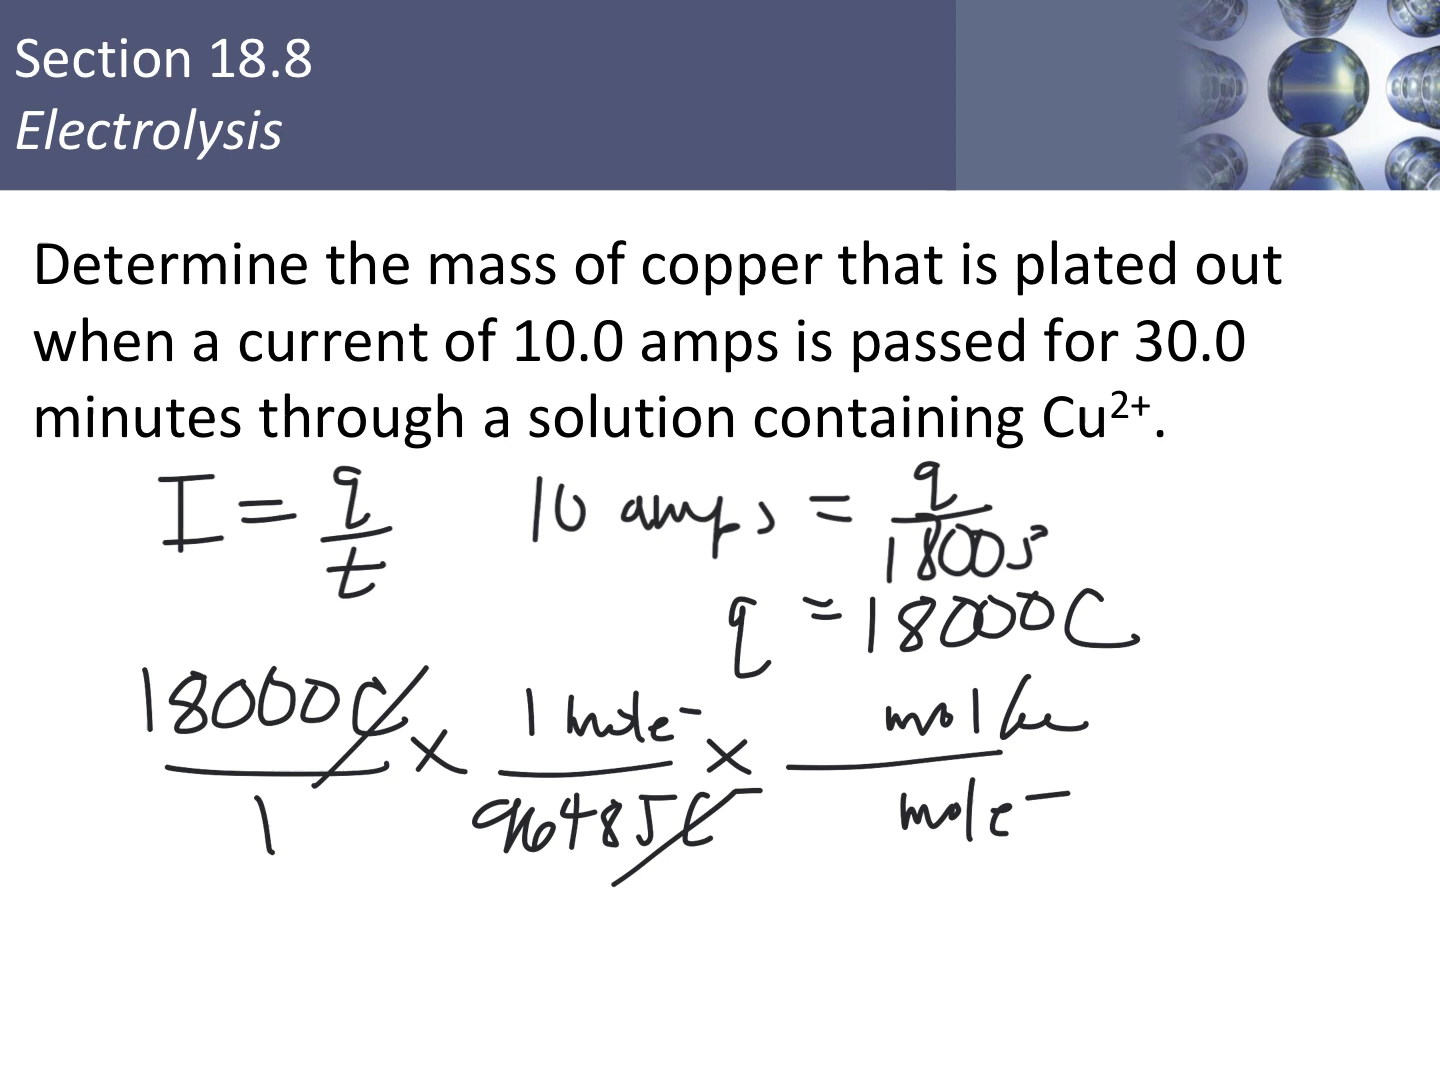 Section 18.8
Electrolysis
Determine the mass of copper that is plated out
when a current of 10.0 amps is passed for 30.0
minutes through a solution containing Cu²⁺.
I = q/t 10 amps = q/1800s
q = 18000C
18000C/1 × 1 mol e⁻/96485C × mol Cu/mol e⁻